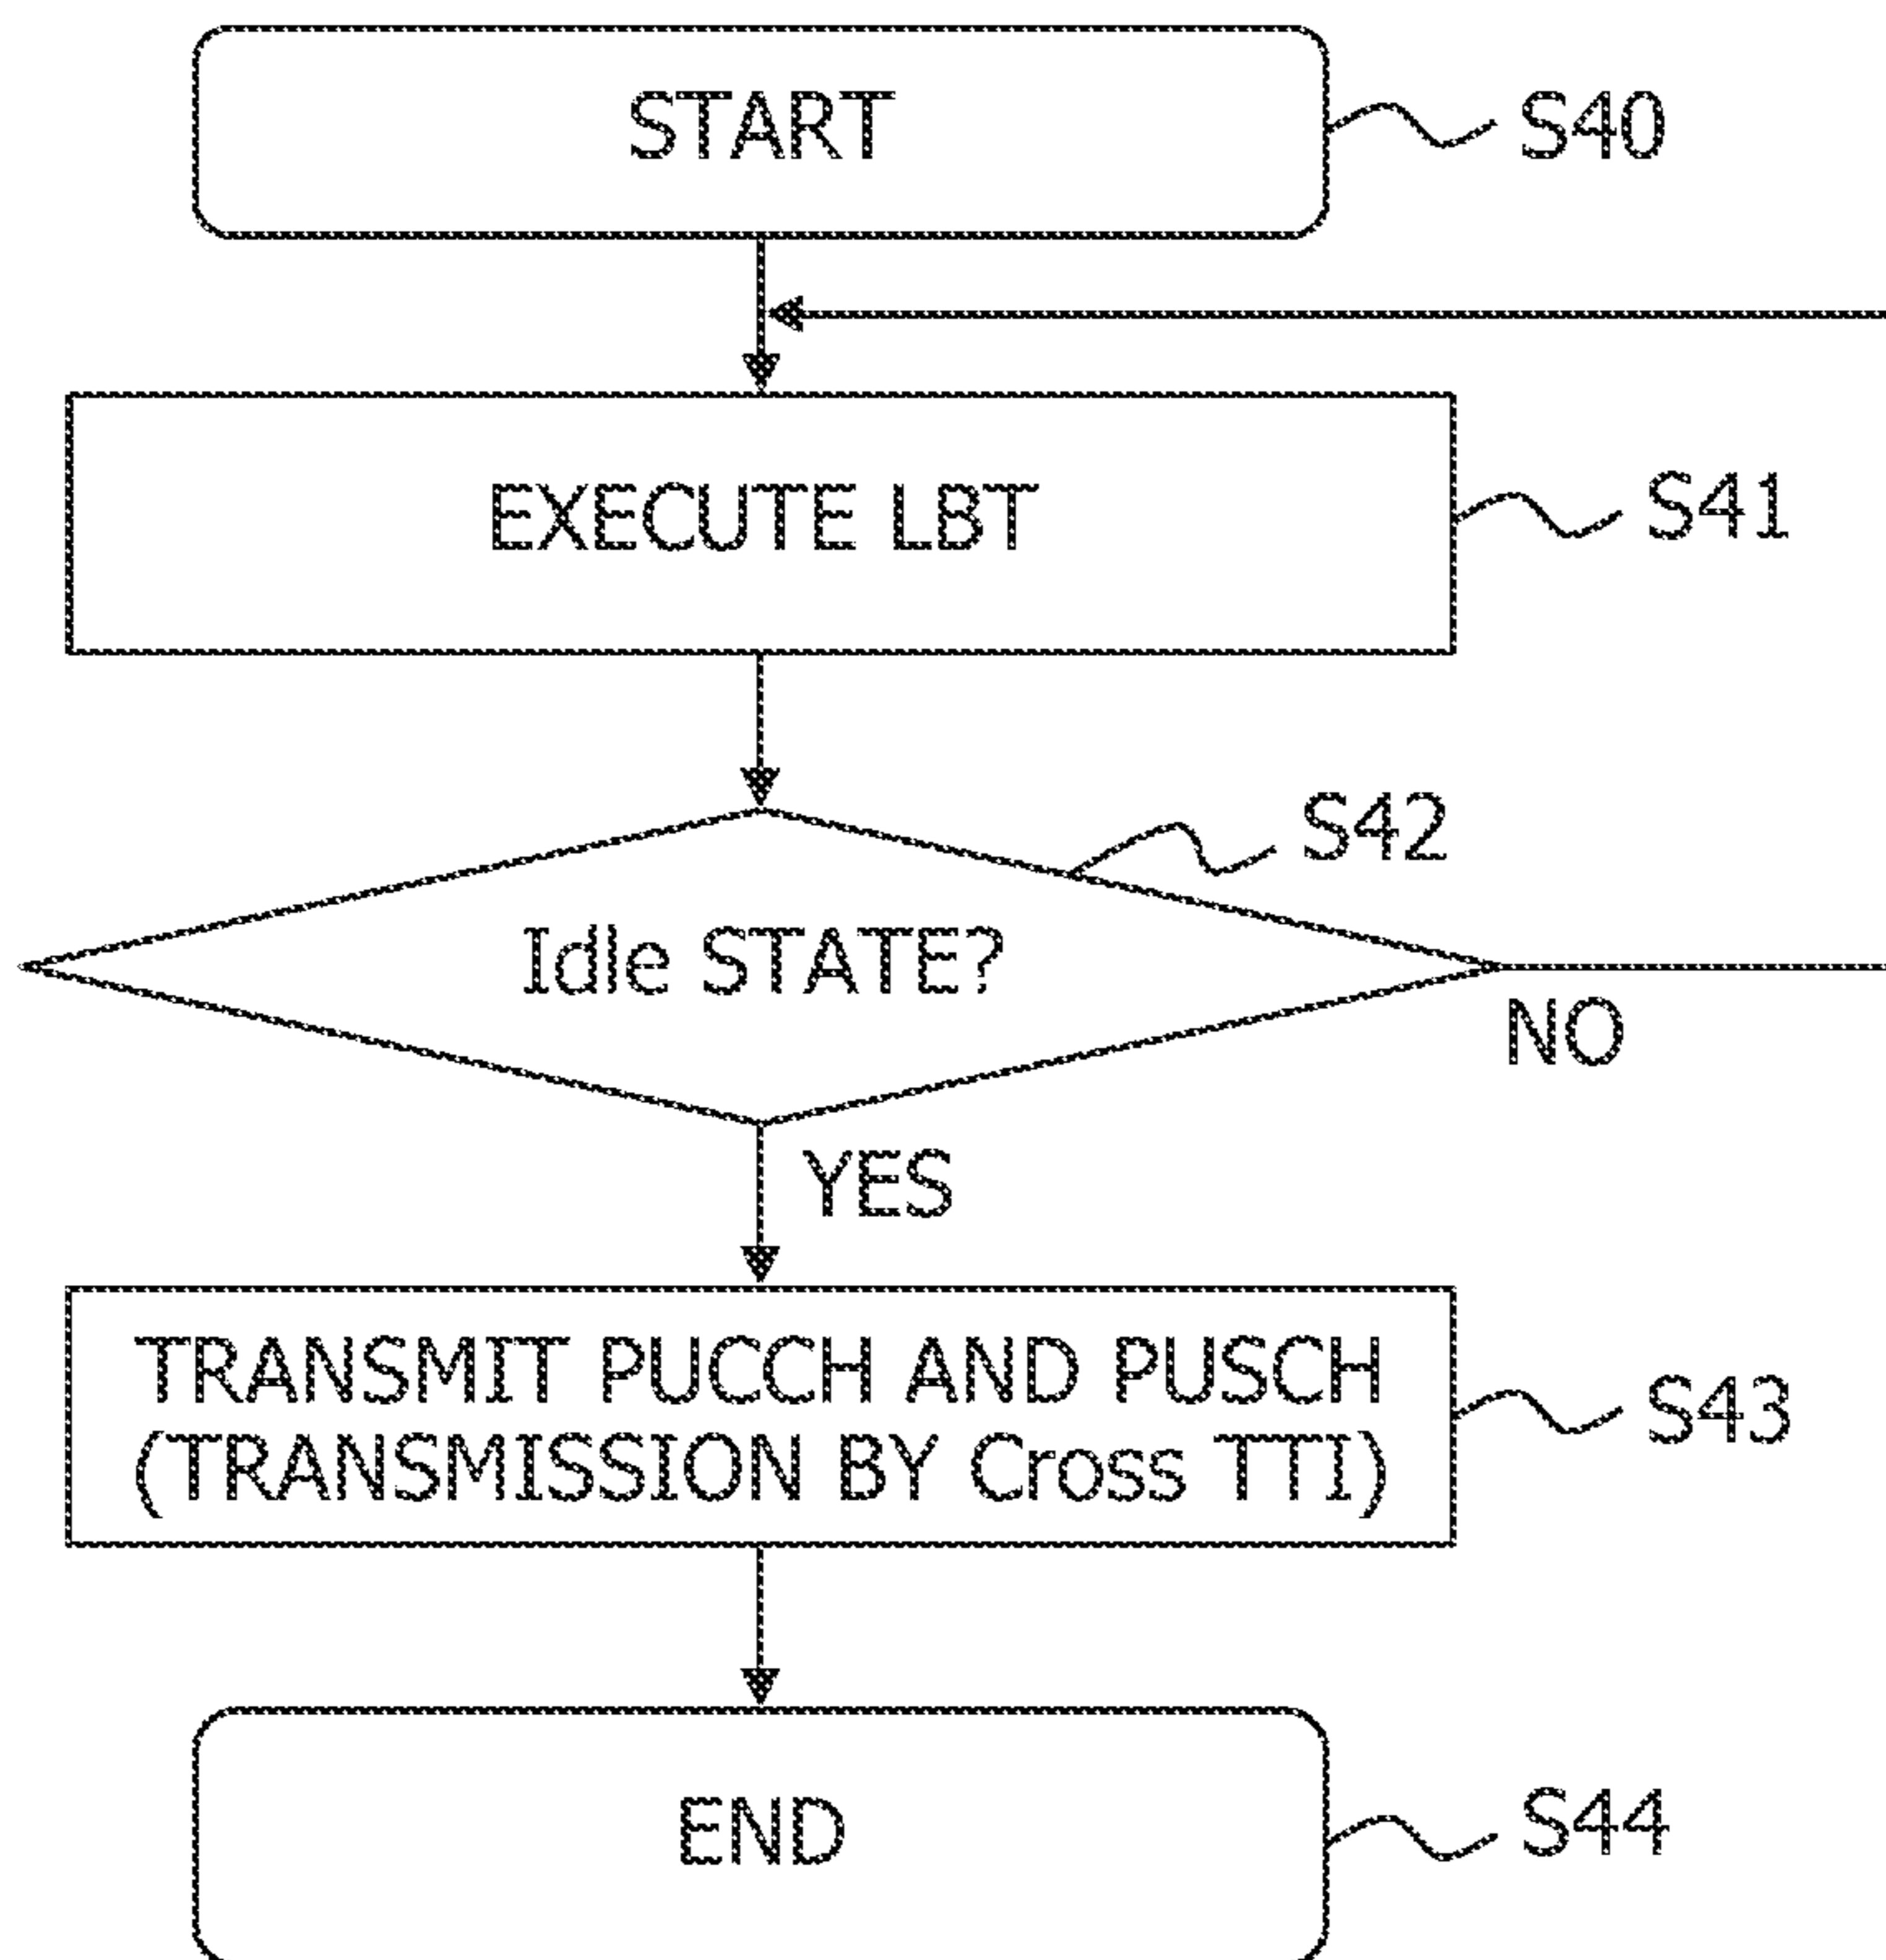 START
S40
EXECUTE LBT
S41
S42
Idle STATE?
NO
YES
TRANSMIT PUCCH AND PUSCH
(TRANSMISSION BY Cross TTI)
S43
END
S44